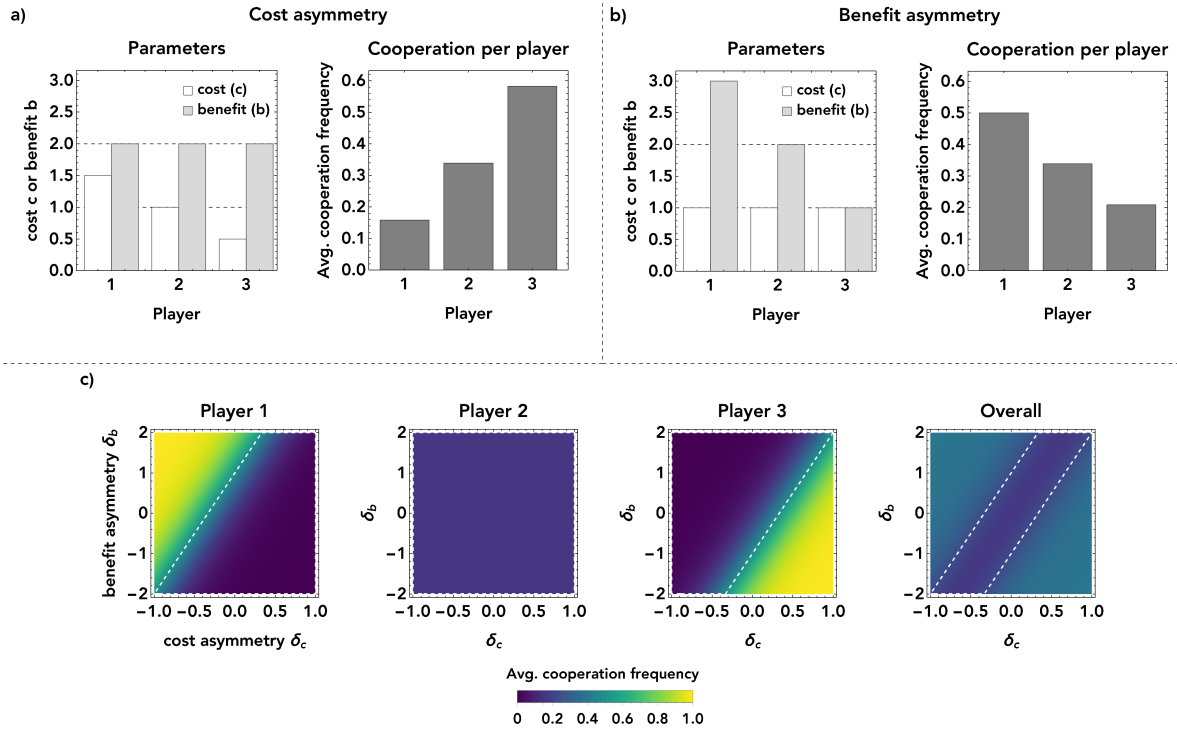 a)
Cost asymmetry
Parameters
cost c or benefit b
3.0
2.5
2.0
1.5
1.0
0.5
0.0
cost (c)
benefit (b)
1 2 3
Player
Cooperation per player
Avg. cooperation frequency
0.6
0.5
0.4
0.3
0.2
0.1
0.0
1 2 3
Player
b)
Benefit asymmetry
Parameters
cost c or benefit b
3.0
2.5
2.0
1.5
1.0
0.5
0.0
cost (c)
benefit (b)
1 2 3
Player
Cooperation per player
Avg. cooperation frequency
0.6
0.5
0.4
0.3
0.2
0.1
0.0
1 2 3
Player
c)
Player 1
benefit asymmetry δb
2
1
0
−1
−2
−1.0 −0.5 0.0 0.5 1.0
cost asymmetry δc
Player 2
δb
2
1
0
−1
−2
−1.0 −0.5 0.0 0.5 1.0
δc
Player 3
δb
2
1
0
−1
−2
−1.0 −0.5 0.0 0.5 1.0
δc
Overall
δb
2
1
0
−1
−2
−1.0 −0.5 0.0 0.5 1.0
δc
Avg. cooperation frequency
0 0.2 0.4 0.6 0.8 1.0